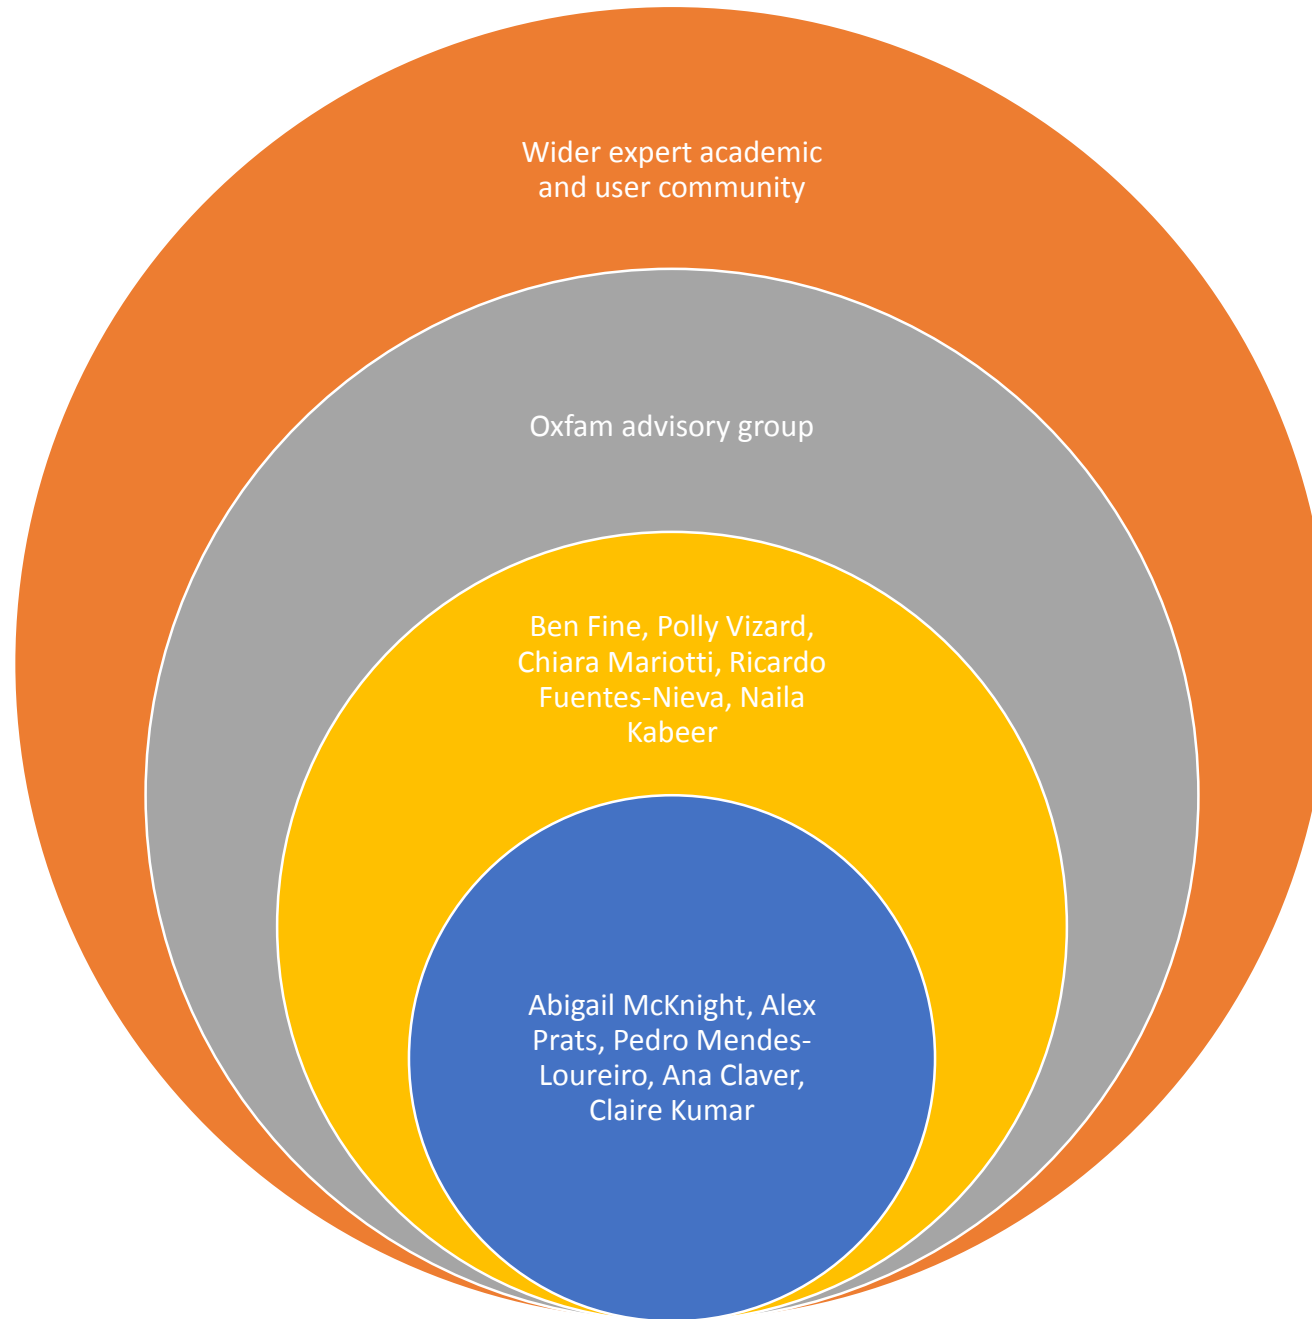 Wider expert academic
and user community
Oxfam advisory group
Ben Fine, Polly Vizard,
Chiara Mariotti, Ricardo
Fuentes-Nieva, Naila
Kabeer
Abigail McKnight, Alex
Prats, Pedro Mendes-
Loureiro, Ana Claver,
Claire Kumar